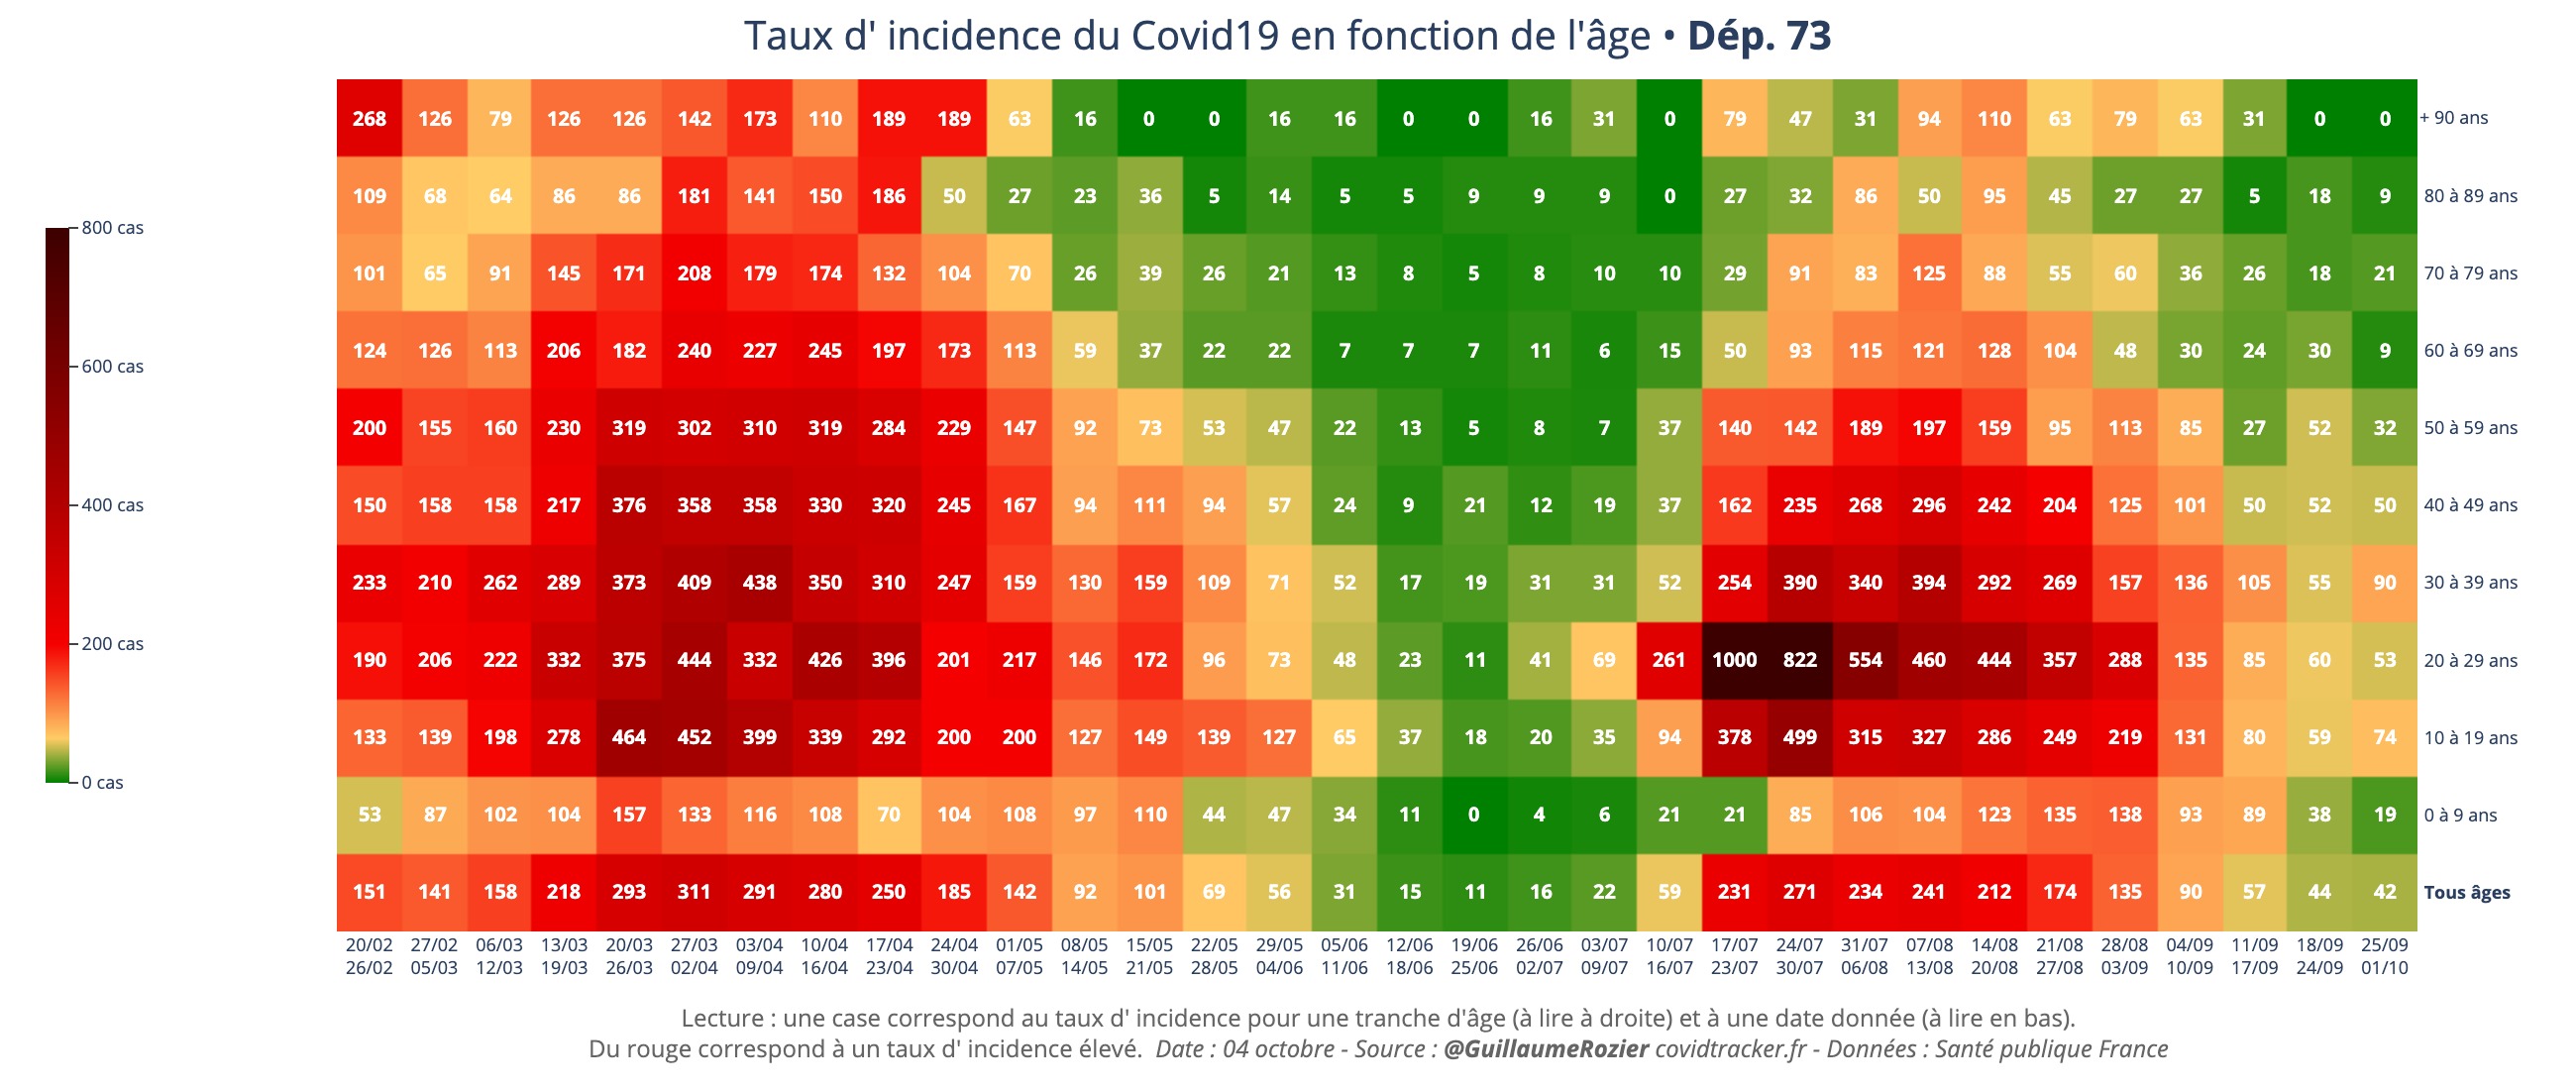 Taux d' incidence du Covid19 en fonction de l'âge • Dép. 73
268 126 79 126 126 142 173 110 189 189 63 16 0 0 16 16 0 0 16 31 0 79 47 31 94 110 63 79 63 31 0 0 + 90 ans
109 68 64 86 86 181 141 150 186 50 27 23 36 5 14 5 5 9 9 9 0 27 32 86 50 95 45 27 27 5 18 9 80 à 89 ans
800 cas
101 65 91 145 171 208 179 174 132 104 70 26 39 26 21 13 8 5 8 10 10 29 91 83 125 88 55 60 36 26 18 21 70 à 79 ans
124 126 113 206 182 240 227 245 197 173 113 59 37 22 22 7 7 7 11 6 15 50 93 115 121 128 104 48 30 24 30 9 60 à 69 ans
600 cas
200 155 160 230 319 302 310 319 284 229 147 92 73 53 47 22 13 5 8 7 37 140 142 189 197 159 95 113 85 27 52 32 50 à 59 ans
400 cas
150 158 158 217 376 358 358 330 320 245 167 94 111 94 57 24 9 21 12 19 37 162 235 268 296 242 204 125 101 50 52 50 40 à 49 ans
233 210 262 289 373 409 438 350 310 247 159 130 159 109 71 52 17 19 31 31 52 254 390 340 394 292 269 157 136 105 55 90 30 à 39 ans
200 cas
190 206 222 332 375 444 332 426 396 201 217 146 172 96 73 48 23 11 41 69 261 1000 822 554 460 444 357 288 135 85 60 53 20 à 29 ans
133 139 198 278 464 452 399 339 292 200 200 127 149 139 127 65 37 18 20 35 94 378 499 315 327 286 249 219 131 80 59 74 10 à 19 ans
0 cas
53 87 102 104 157 133 116 108 70 104 108 97 110 44 47 34 11 0 4 6 21 21 85 106 104 123 135 138 93 89 38 19 0 à 9 ans
151 141 158 218 293 311 291 280 250 185 142 92 101 69 56 31 15 11 16 22 59 231 271 234 241 212 174 135 90 57 44 42 Tous âges
20/02 27/02 06/03 13/03 20/03 27/03 03/04 10/04 17/04 24/04 01/05 08/05 15/05 22/05 29/05 05/06 12/06 19/06 26/06 03/07 10/07 17/07 24/07 31/07 07/08 14/08 21/08 28/08 04/09 11/09 18/09 25/09
26/02 05/03 12/03 19/03 26/03 02/04 09/04 16/04 23/04 30/04 07/05 14/05 21/05 28/05 04/06 11/06 18/06 25/06 02/07 09/07 16/07 23/07 30/07 06/08 13/08 20/08 27/08 03/09 10/09 17/09 24/09 01/10
Lecture : une case correspond au taux d' incidence pour une tranche d'âge (à lire à droite) et à une date donnée (à lire en bas).
Du rouge correspond à un taux d' incidence élevé. Date : 04 octobre - Source : @GuillaumeRozier covidtracker.fr - Données : Santé publique France